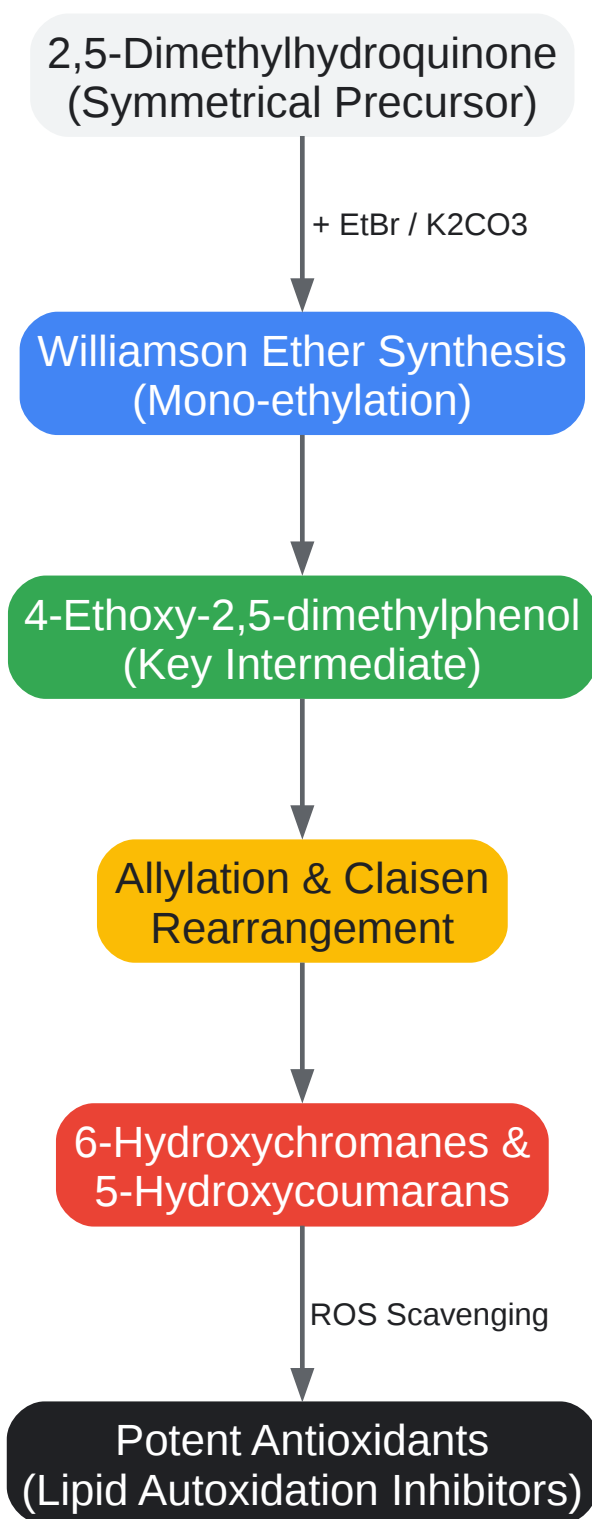 2,5-Dimethylhydroquinone
(Symmetrical Precursor)
+ EtBr / K2CO3
Williamson Ether Synthesis
(Mono-ethylation)
4-Ethoxy-2,5-dimethylphenol
(Key Intermediate)
Allylation & Claisen
Rearrangement
6-Hydroxychromanes &
5-Hydroxycoumarans
ROS Scavenging
Potent Antioxidants
(Lipid Autoxidation Inhibitors)